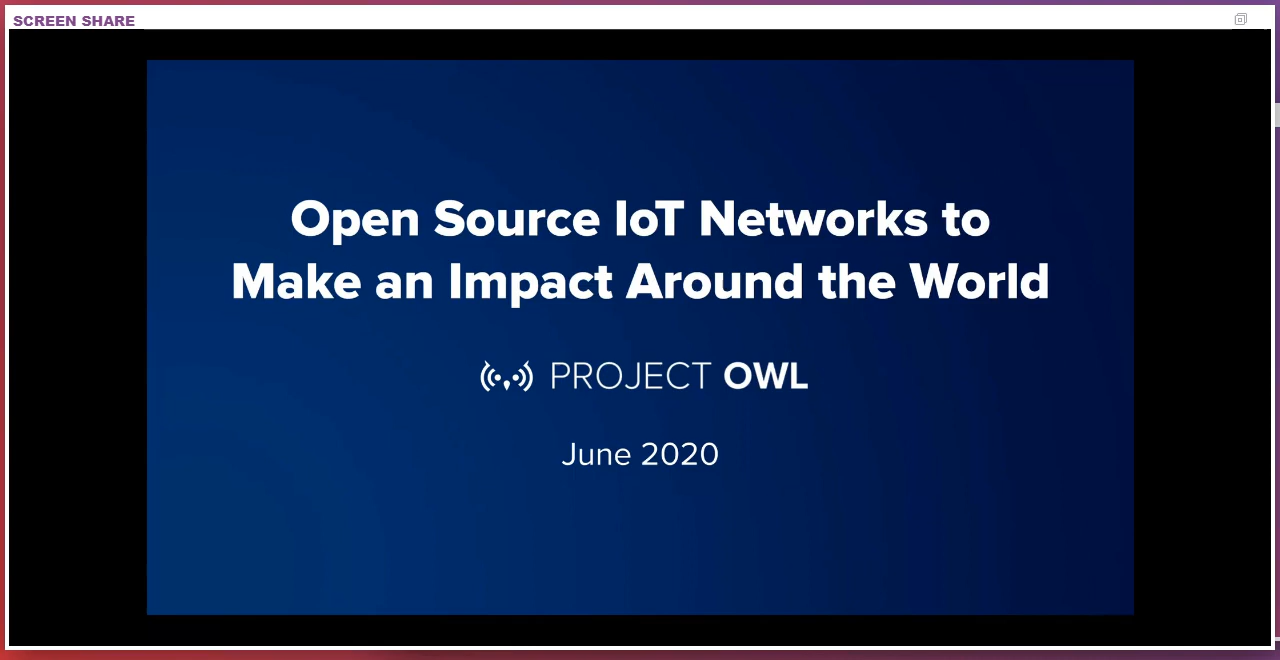 SCREEN SHARE
Open Source IoT Networks to
Make an Impact Around the World
PROJECT OWL
June 2020